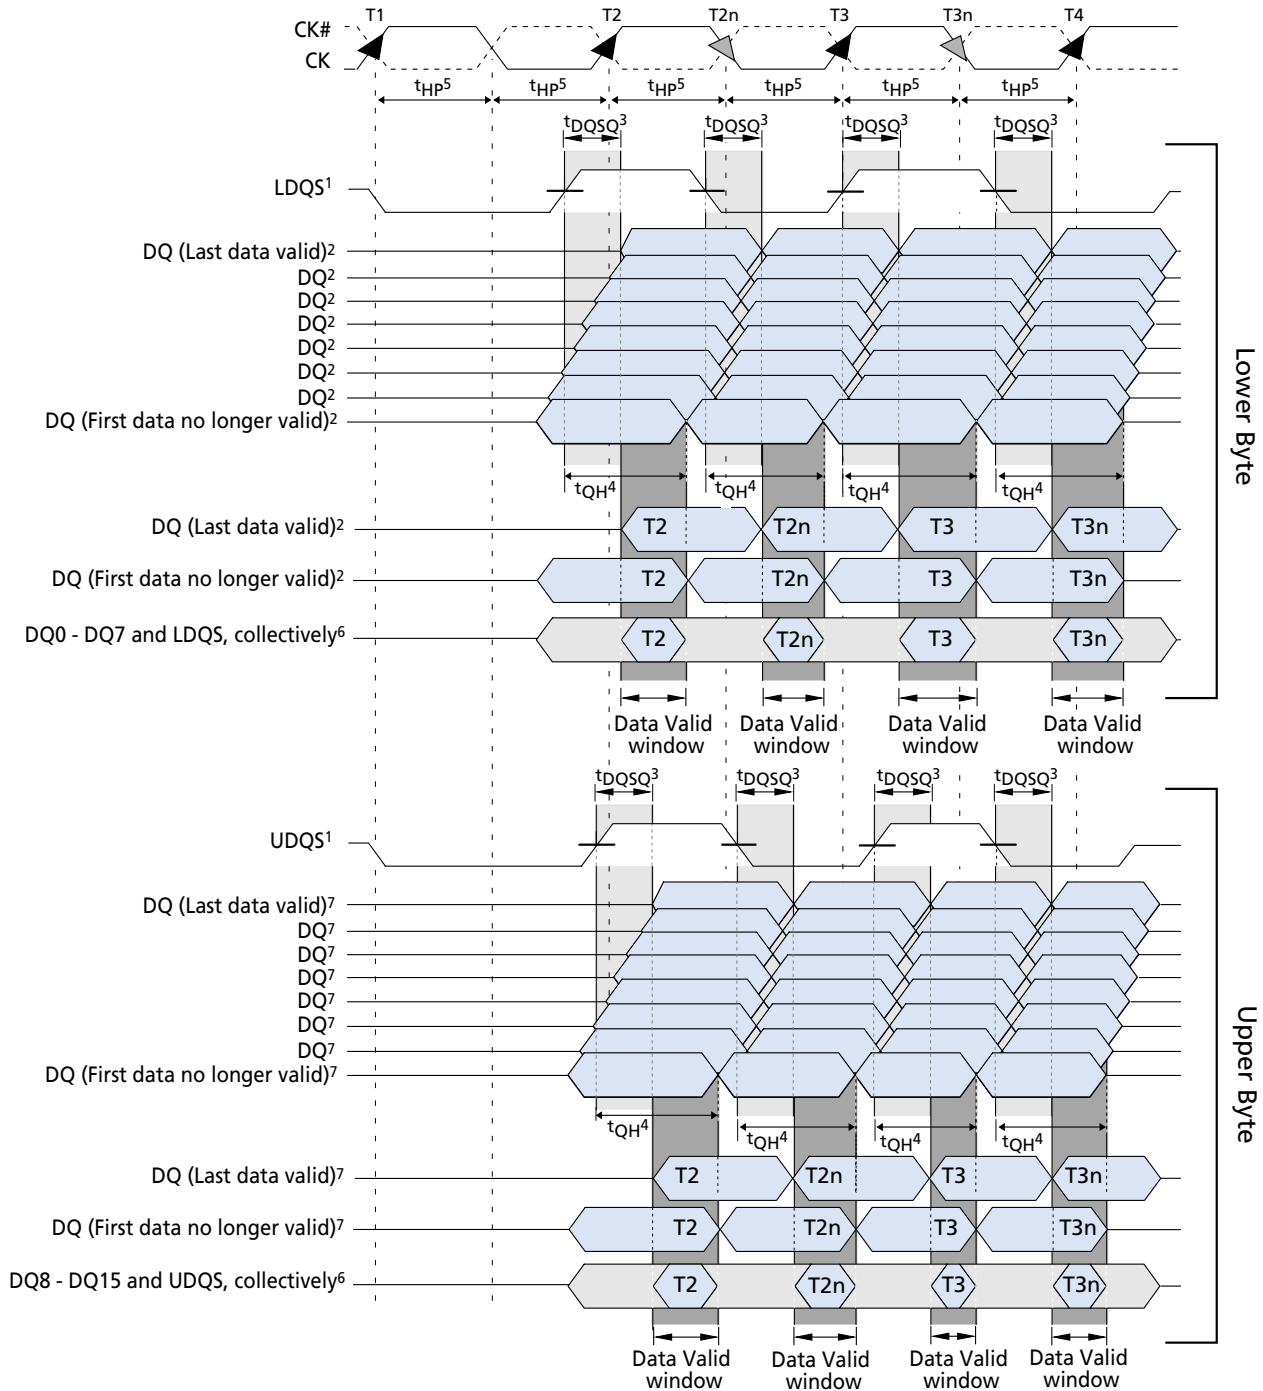 T1 T2 T2n T3 T3n T4
CK#
CK
tHP5 tHP5 tHP5 tHP5 tHP5 tHP5
tDQSQ3 tDQSQ3 tDQSQ3 tDQSQ3
LDQS1
DQ (Last data valid)2
DQ2
DQ2
DQ2
DQ2
DQ2
DQ2
DQ (First data no longer valid)2
Lower Byte
tQH4 tQH4 tQH4 tQH4
DQ (Last data valid)2 T2 T2n T3 T3n
DQ (First data no longer valid)2 T2 T2n T3 T3n
DQ0 - DQ7 and LDQS, collectively6 T2 T2n T3 T3n
Data Valid Data Valid Data Valid Data Valid
window window window window
tDQSQ3 tDQSQ3 tDQSQ3 tDQSQ3
UDQS1
DQ (Last data valid)7
DQ7
DQ7
DQ7
DQ7
DQ7
DQ7
DQ (First data no longer valid)7
Upper Byte
tQH4 tQH4 tQH4 tQH4
DQ (Last data valid)7 T2 T2n T3 T3n
DQ (First data no longer valid)7 T2 T2n T3 T3n
DQ8 - DQ15 and UDQS, collectively6 T2 T2n T3 T3n
Data Valid Data Valid Data Valid Data Valid
window window window window